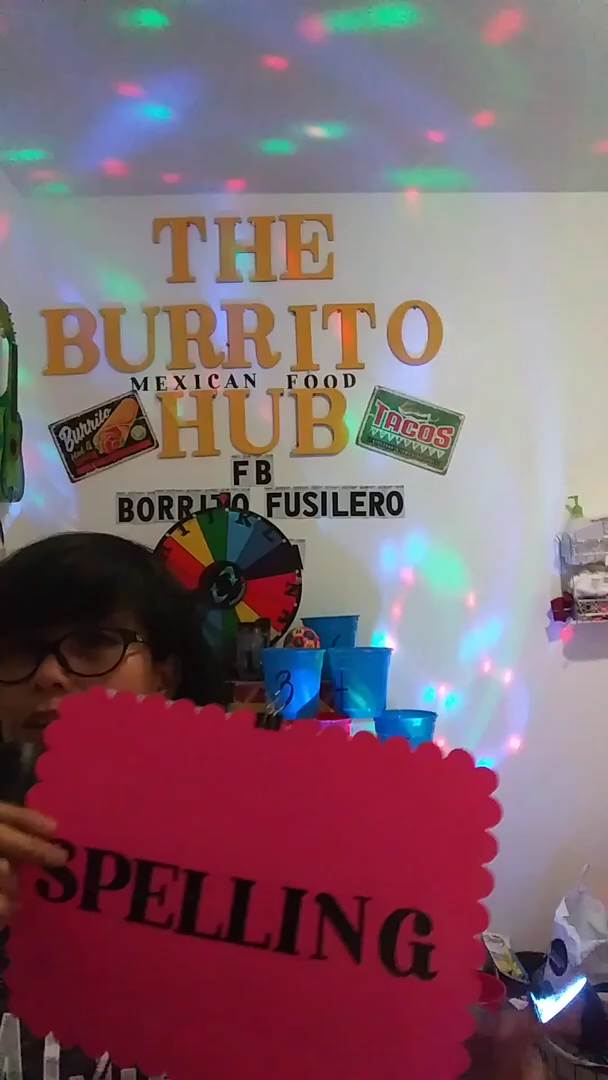 THE
BURRITO
MEXICAN FOOD
HUB
Burrito
TACOS
FB
BORRITO FUSILERO
3
SPELLING